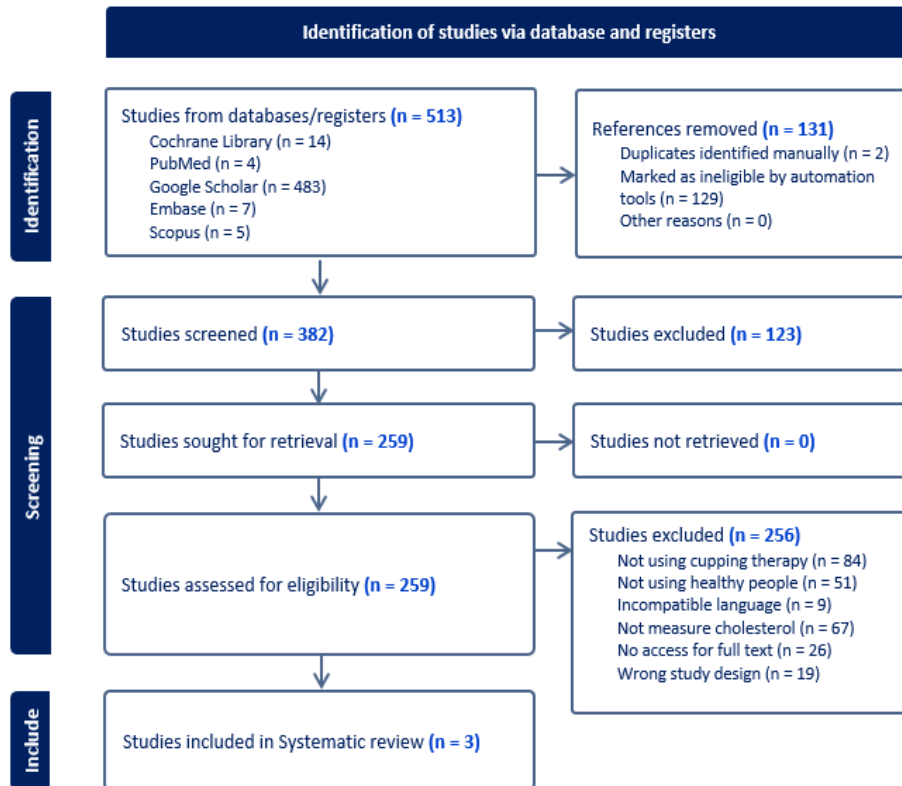 Identification of studies via database and registers
Identification
Studies from databases/registers (n = 513)
Cochrane Library (n = 14)
PubMed (n = 4)
Google Scholar (n = 483)
Embase (n = 7)
Scopus (n = 5)
References removed (n = 131)
Duplicates identified manually (n = 2)
Marked as ineligible by automation
tools (n = 129)
Other reasons (n = 0)
Screening
Studies screened (n = 382)
Studies excluded (n = 123)
Studies sought for retrieval (n = 259)
Studies not retrieved (n = 0)
Studies assessed for eligibility (n = 259)
Studies excluded (n = 256)
Not using cupping therapy (n = 84)
Not using healthy people (n = 51)
Incompatible language (n = 9)
Not measure cholesterol (n = 67)
No access for full text (n = 26)
Wrong study design (n = 19)
Include
Studies included in Systematic review (n = 3)